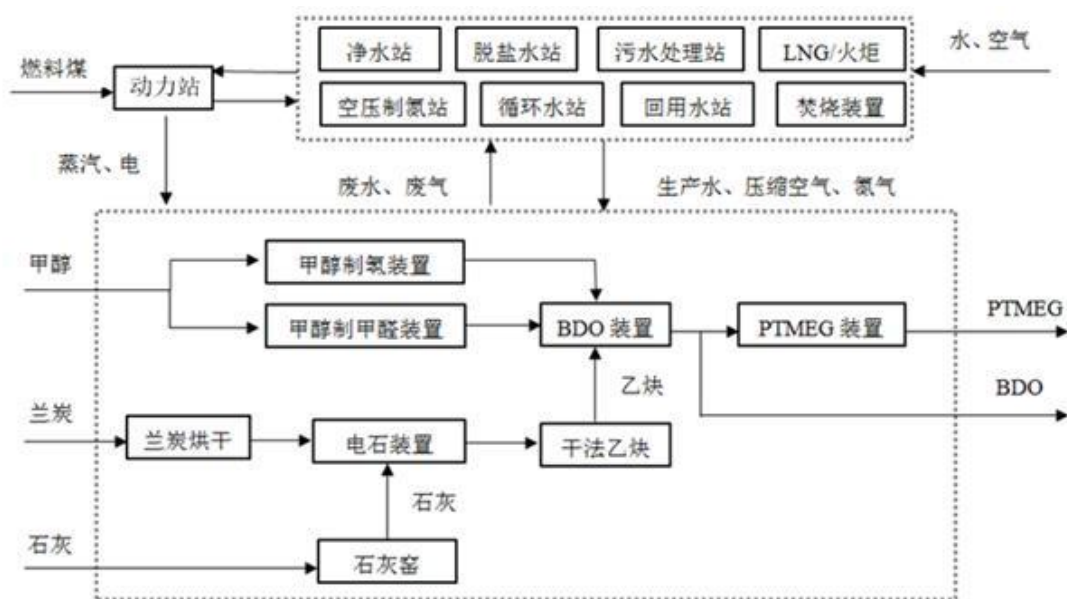 净水站
脱盐水站
污水处理站
LNG/火炬
水、空气
燃料煤
动力站
空压制氮站
循环水站
回用水站
焚烧装置
蒸汽、电
废水、废气
生产水、压缩空气、氮气
甲醇
甲醇制氢装置
甲醇制甲醛装置
BDO 装置
PTMEG 装置
PTMEG
BDO
乙炔
兰炭
兰炭烘干
电石装置
干法乙炔
石灰
石灰
石灰窑